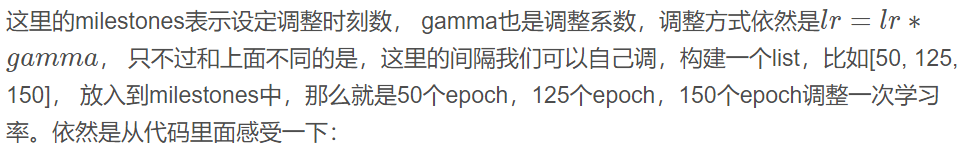 这里的milestones表示设定调整时刻数， gamma也是调整系数，调整方式依然是lr = lr ∗
gamma， 只不过和上面不同的是，这里的间隔我们可以自己调，构建一个list，比如[50, 125,
150]， 放入到milestones中，那么就是50个epoch，125个epoch，150个epoch调整一次学习
率。依然是从代码里面感受一下：